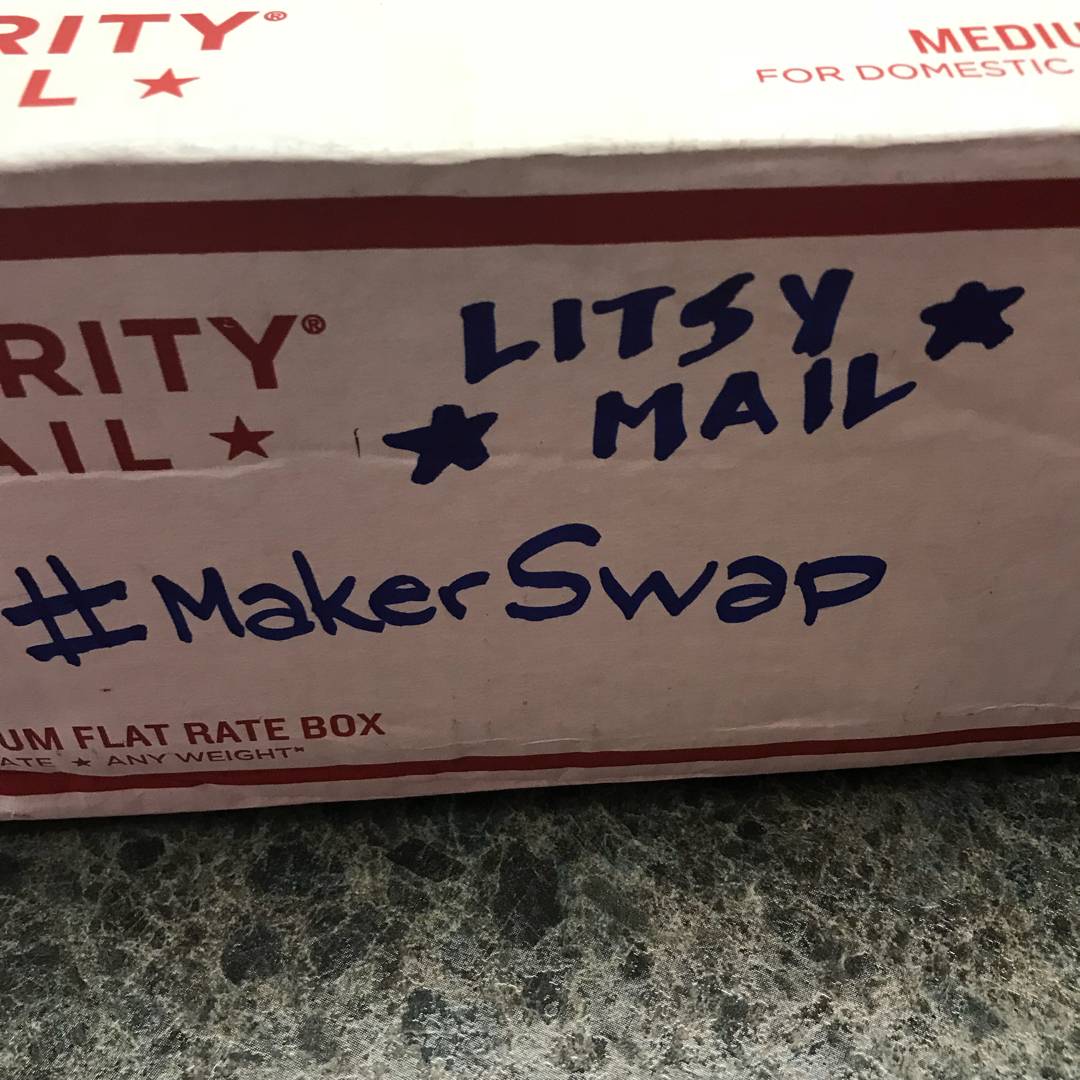 RITY®
L ★
MEDIU
FOR DOMESTIC
RITY®
AIL ★
LITSY ★
★ MAIL
#MakerSwap
UM FLAT RATE BOX
ATE ★ ANY WEIGHT*